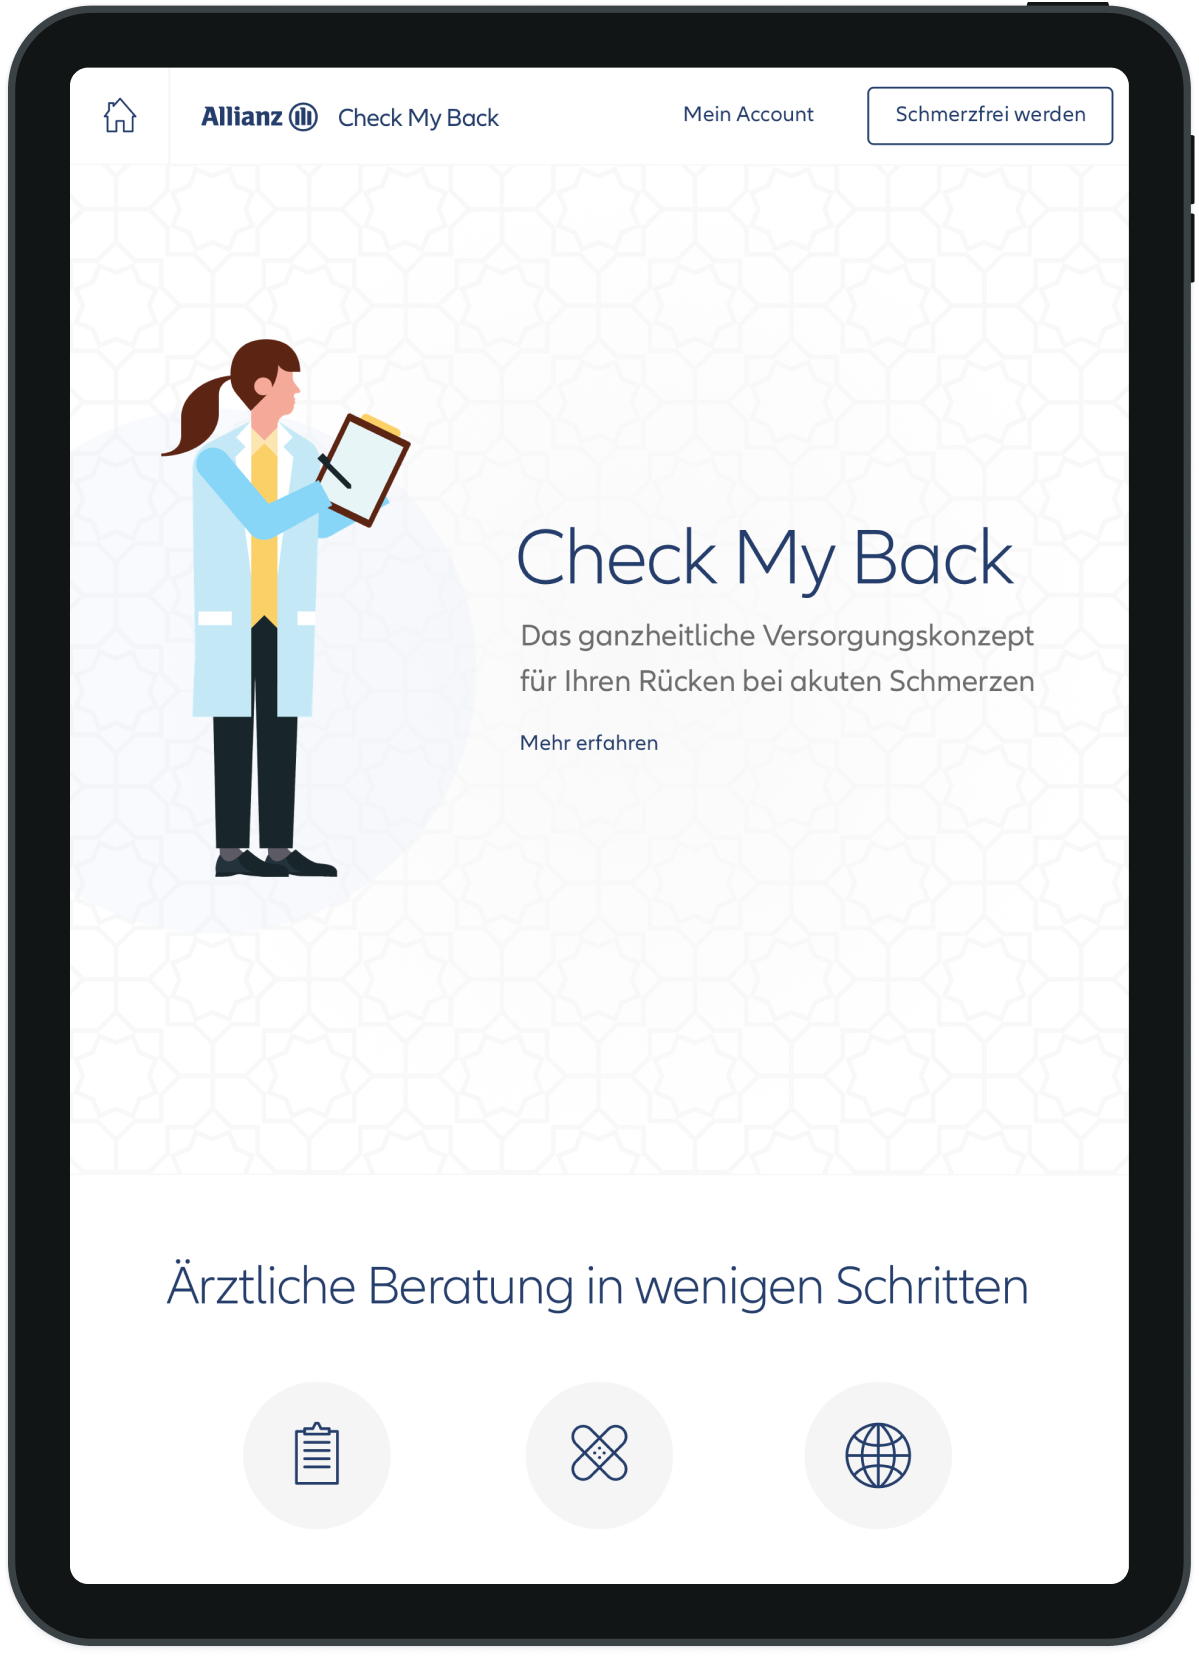 Allianz
Check My Back
Mein Account
Schmerzfrei werden
Check My Back
Das ganzheitliche Versorgungskonzept
für Ihren Rücken bei akuten Schmerzen
Mehr erfahren
Ärztliche Beratung in wenigen Schritten